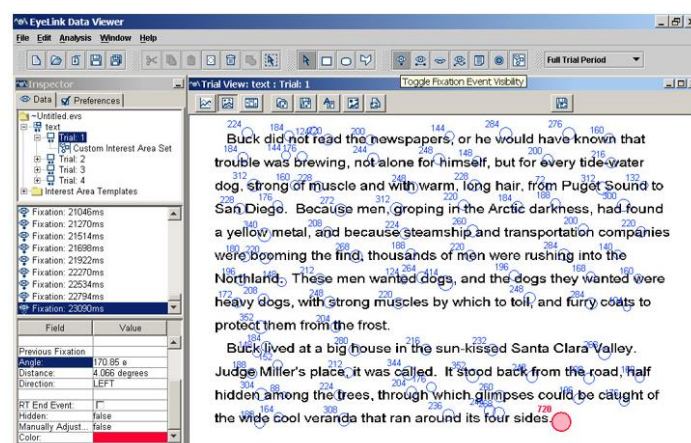 EyeLink Data Viewer
File Edit Analysis Window Help
Full Trial Period
Toggle Fixation Event Visibility
Inspector
Data Preferences
~Untitled.evs
text
Trial: 1
Custom Interest Area Set
Trial: 2
Trial: 3
Trial: 4
Interest Area Templates
Fixation: 21046ms
Fixation: 21270ms
Fixation: 21514ms
Fixation: 21698ms
Fixation: 21922ms
Fixation: 22270ms
Fixation: 22534ms
Fixation: 22794ms
Fixation: 23090ms
Field Value
Previous Fixation
Angle: 170.85 ø
Distance: 4.066 degrees
Direction: LEFT
RT End Event:
Hidden: false
Manually Adjust... false
Color:
Trial View: text : Trial: 1
Buck did not read the newspapers, or he would have known that
trouble was brewing, not alone for himself, but for every tide-water
dog, strong of muscle and with warm, long hair, from Puget Sound to
San Diego. Because men, groping in the Arctic darkness, had found
a yellow metal, and because steamship and transportation companies
were booming the find, thousands of men were rushing into the
Northland. These men wanted dogs, and the dogs they wanted were
heavy dogs, with strong muscles by which to toil, and furry coats to
protect them from the frost.
Buck lived at a big house in the sun-kissed Santa Clara Valley.
Judge Miller's place, it was called. It stood back from the road, half
hidden among the trees, through which glimpses could be caught of
the wide cool veranda that ran around its four sides.
720